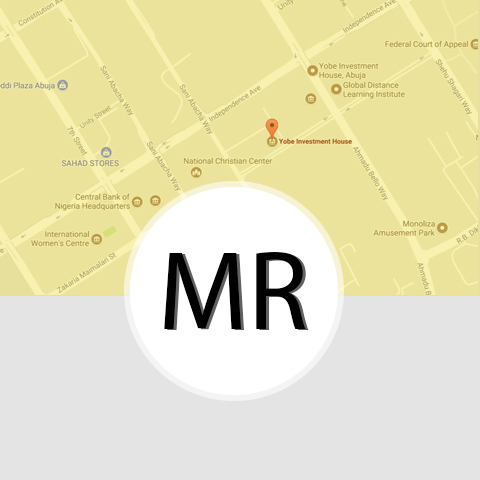 Constitution A
Unity
Independence Ave
Federal Court of Appeal
Yobe Investment
House, Abuja
ddi Plaza Abuja
Sani Abacha Way
Global Distance
Learning Institute
Shehu Shagari Way
Sani Abacha Way
Independence Ave
Unity Street
7th Street
Yobe Investment House
SAHAD STORES
Sani Abacha Way
National Christian Center
Ahmadu Bello Way
Central Bank of
Nigeria Headquarters
International
Women's Centre
Monoliza
Amusement Park
R.B. Dik
Zakaria Maimalari St
Ahmadu B
MR